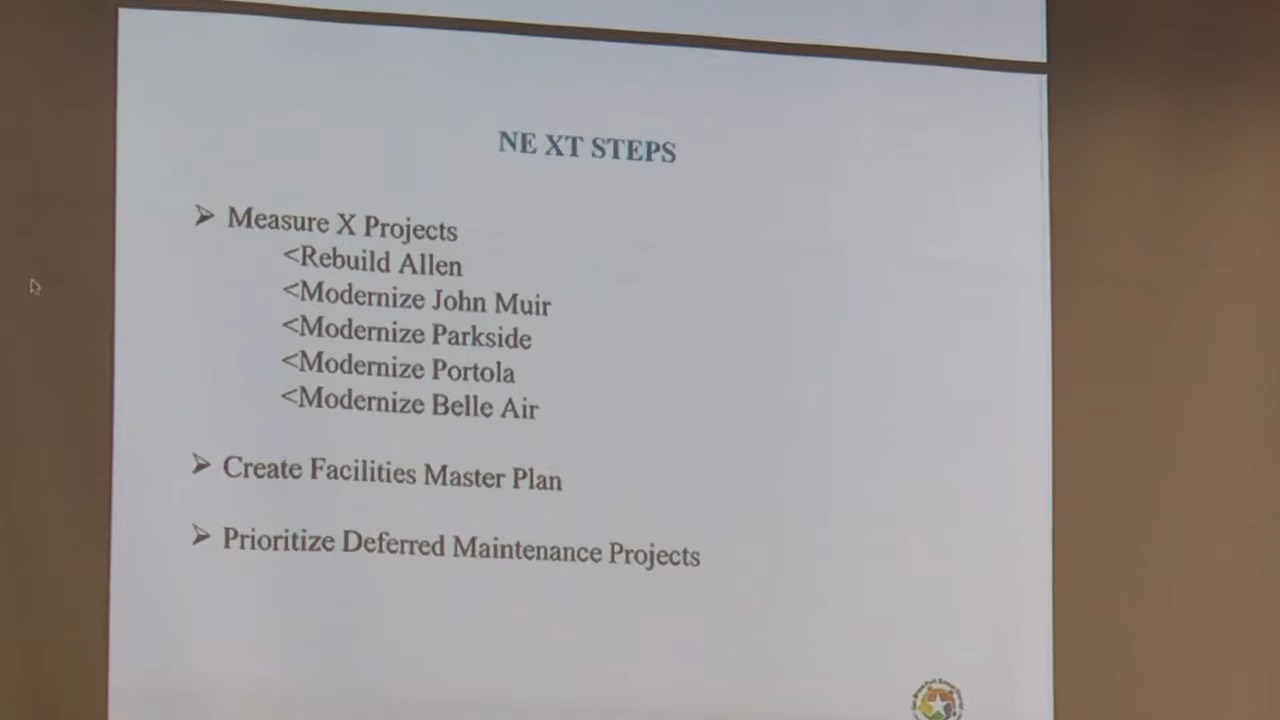 NE XT STEPS
➢ Measure X Projects
<Rebuild Allen
<Modernize John Muir
<Modernize Parkside
<Modernize Portola
<Modernize Belle Air
➢ Create Facilities Master Plan
➢ Prioritize Deferred Maintenance Projects